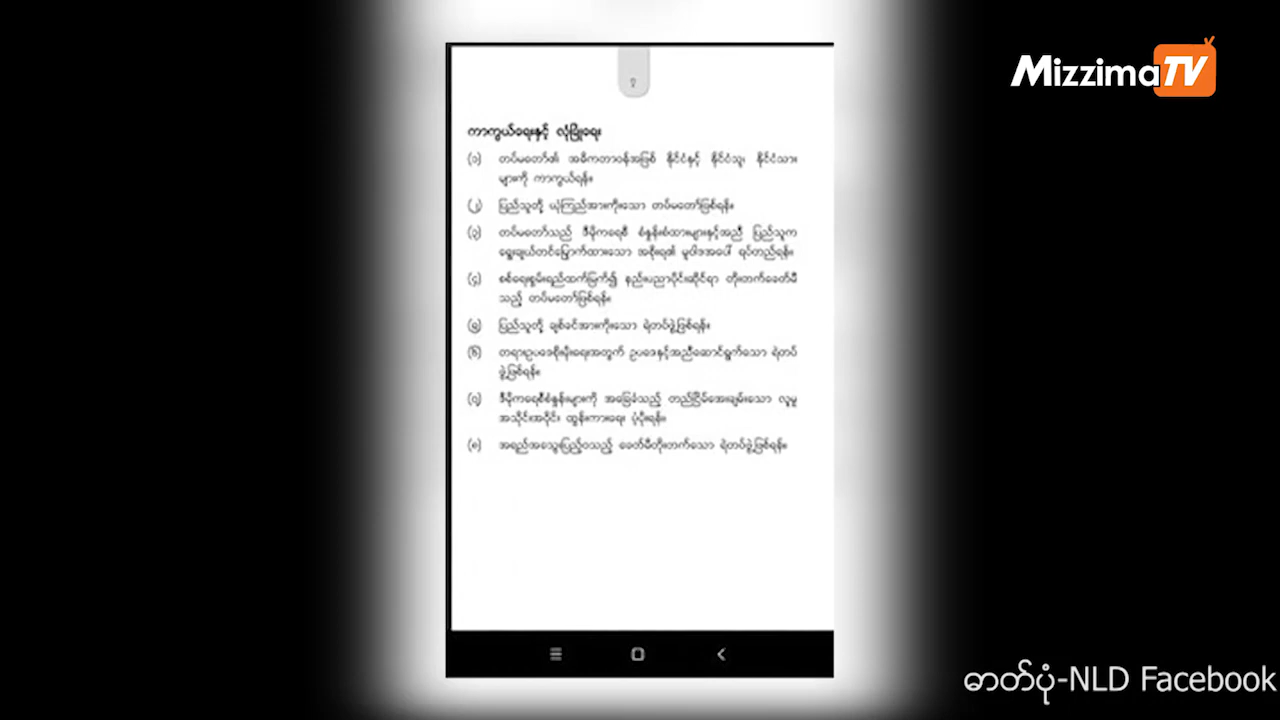 MizzimaTV
၇
ကာကွယ်ရေးနှင့် လုံခြုံရေး
(၁) တပ်မတော်၏ အဓိကတာဝန်အဖြစ် နိုင်ငံနှင့် နိုင်ငံသူ၊ နိုင်ငံသား
များကို ကာကွယ်ရန်။
(၂) ပြည်သူတို့ ယုံကြည်အားကိုးသော တပ်မတော်ဖြစ်ရန်။
(၃) တပ်မတော်သည် ဒီမိုကရေစီ စံနှုန်းစံထားများနှင့်အညီ ပြည်သူက
ရွေးချယ်တင်မြှောက်ထားသော အစိုးရ၏ မူဝါဒအပေါ် ရပ်တည်ရန်။
(၄) စစ်ရေးစွမ်းရည်ထက်မြက်၍ နည်းပညာပိုင်းဆိုင်ရာ တိုးတက်ခေတ်မီ
သည့် တပ်မတော်ဖြစ်ရန်။
(၅) ပြည်သူတို့ ချစ်ခင်အားကိုးသော ရဲတပ်ဖွဲ့ဖြစ်ရန်။
(၆) တရားဥပဒေစိုးမိုးရေးအတွက် ဥပဒေနှင့်အညီဆောင်ရွက်သော ရဲတပ်
ဖွဲ့ဖြစ်ရန်။
(၇) ဒီမိုကရေစီစံနှုန်းများကို အခြေခံသည့် တည်ငြိမ်အေးချမ်းသော လူမှု
အသိုင်းအဝိုင်း ထွန်းကားရေး ပံ့ပိုးရန်။
(၈) အရည်အသွေးပြည့်ဝသည့် ခေတ်မီတိုးတက်သော ရဲတပ်ဖွဲ့ဖြစ်ရန်။
ဓာတ်ပုံ-NLD Facebook